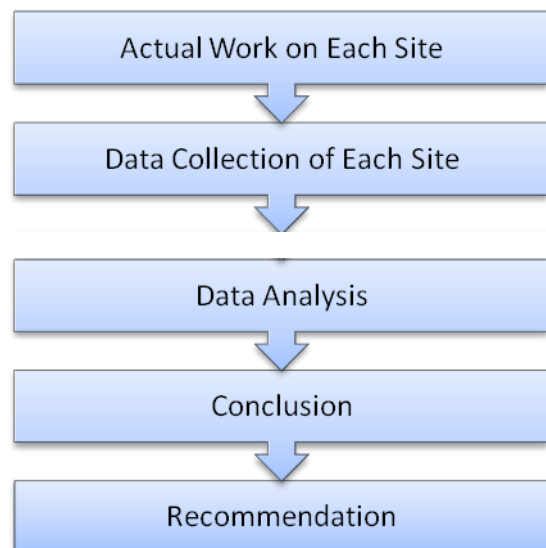 Actual Work on Each Site
Data Collection of Each Site
Data Analysis
Conclusion
Recommendation